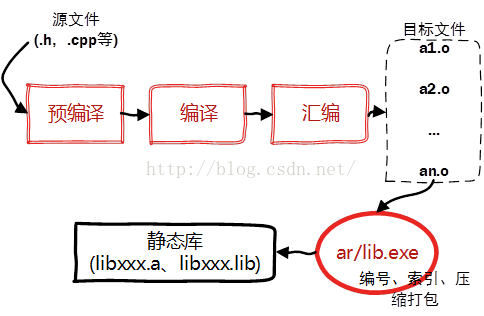 源文件
(.h，.cpp等)
目标文件
a1.o
a2.o
...
an.o
预编译
编译
汇编
http://blog.csdn.net/
静态库
(libxxx.a、libxxx.lib)
ar/lib.exe
编号、索引、压
缩打包